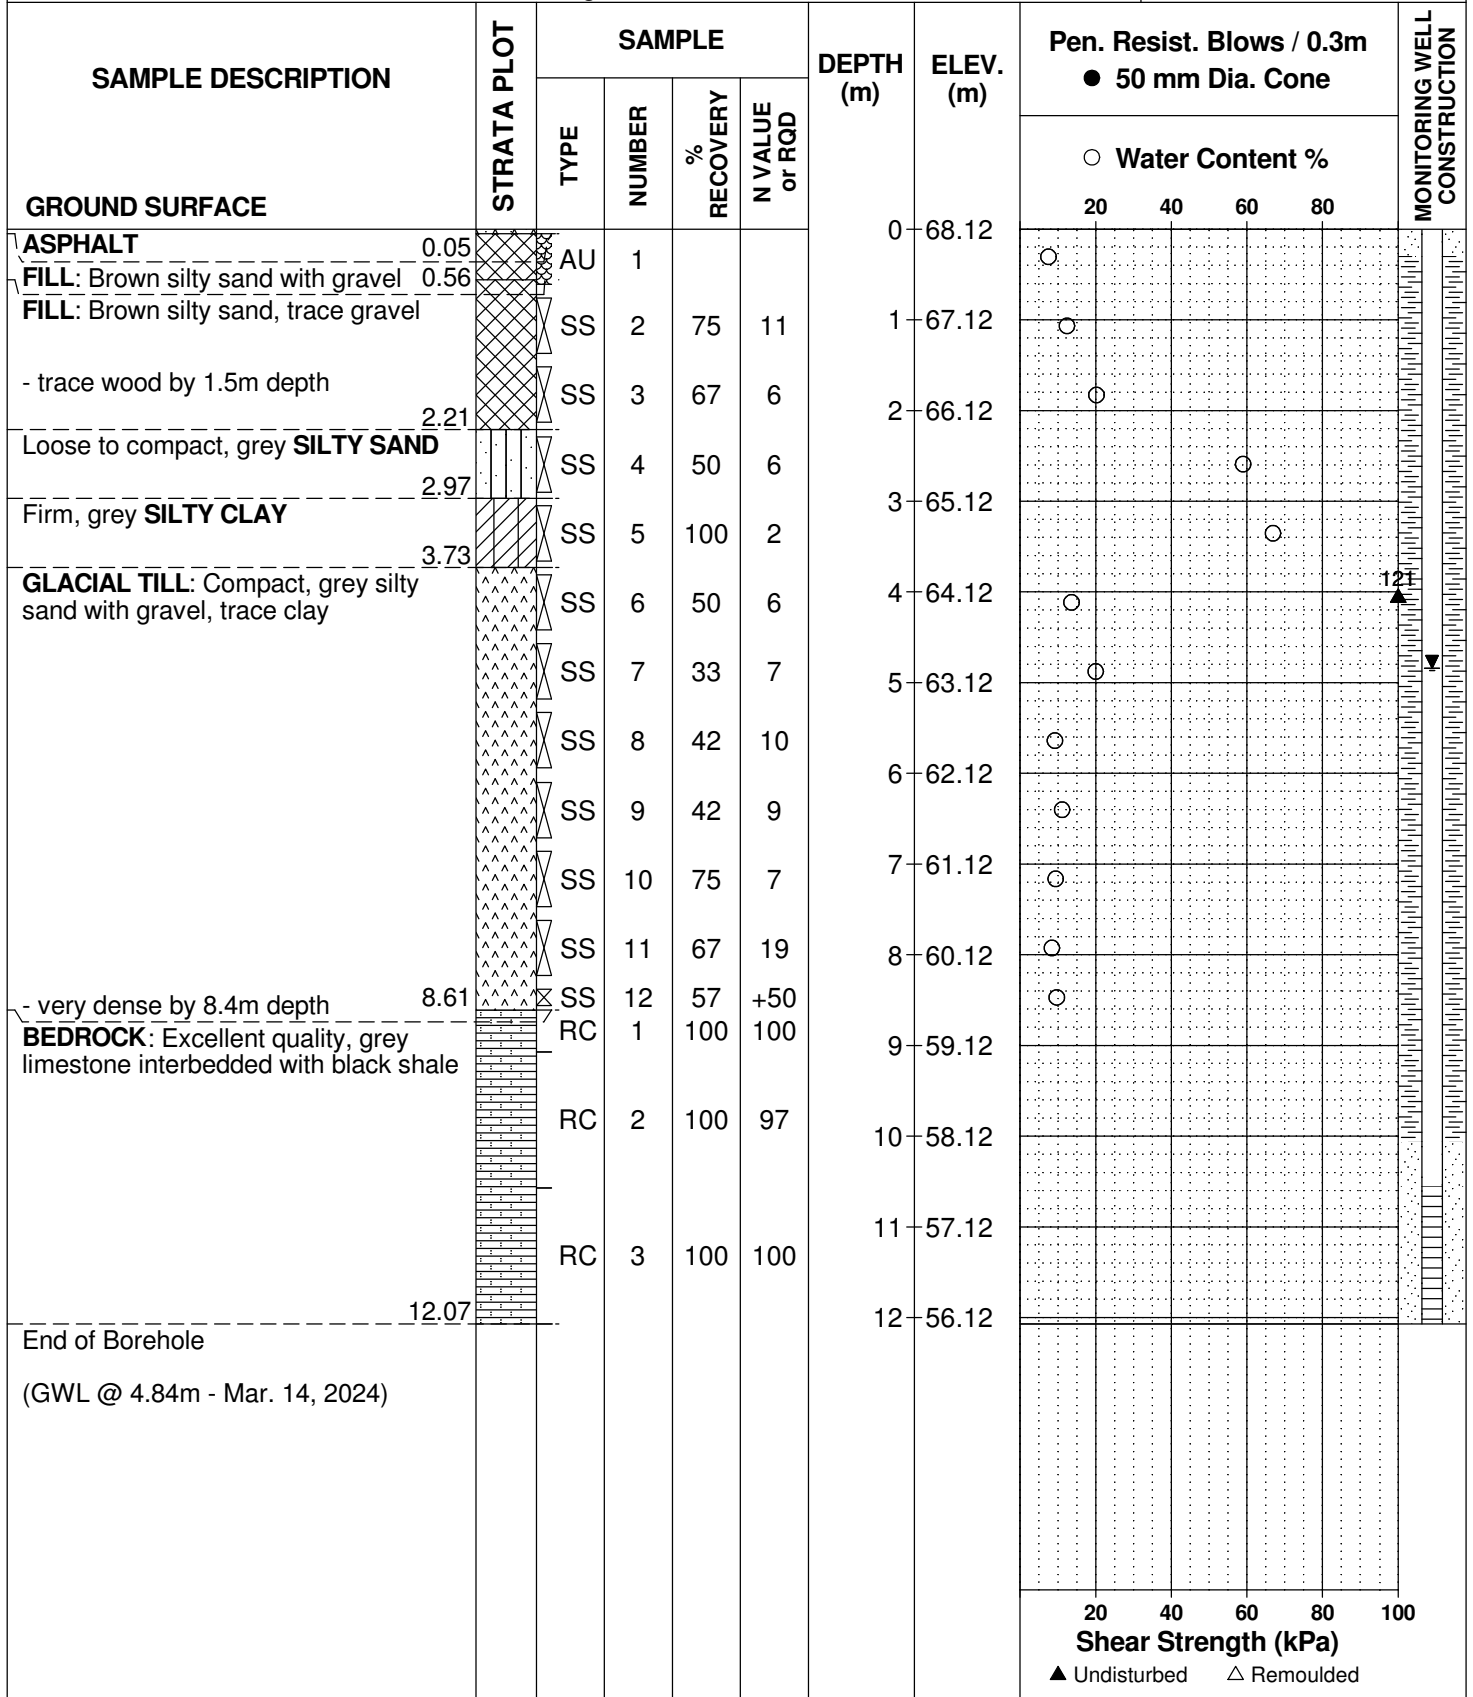 SAMPLE DESCRIPTION
GROUND SURFACE
STRATA PLOT
SAMPLE
TYPE
NUMBER
%
RECOVERY
N VALUE
or RQD
DEPTH
(m)
ELEV.
(m)
Pen. Resist. Blows / 0.3m
● 50 mm Dia. Cone
○ Water Content %
20 40 60 80
MONITORING WELL
CONSTRUCTION
0 68.12
ASPHALT 0.05
AU 1
FILL: Brown silty sand with gravel 0.56
FILL: Brown silty sand, trace gravel
SS 2 75 11
1 67.12
- trace wood by 1.5m depth
SS 3 67 6
2 66.12
2.21
Loose to compact, grey SILTY SAND
SS 4 50 6
2.97
3 65.12
Firm, grey SILTY CLAY
SS 5 100 2
3.73
GLACIAL TILL: Compact, grey silty
sand with gravel, trace clay
121
4 64.12
SS 6 50 6
SS 7 33 7
5 63.12
SS 8 42 10
6 62.12
SS 9 42 9
7 61.12
SS 10 75 7
SS 11 67 19
8 60.12
- very dense by 8.4m depth 8.61
SS 12 57 +50
RC 1 100 100
BEDROCK: Excellent quality, grey
limestone interbedded with black shale
9 59.12
RC 2 100 97
10 58.12
11 57.12
RC 3 100 100
12.07
12 56.12
End of Borehole
(GWL @ 4.84m - Mar. 14, 2024)
20 40 60 80 100
Shear Strength (kPa)
▲ Undisturbed △ Remoulded